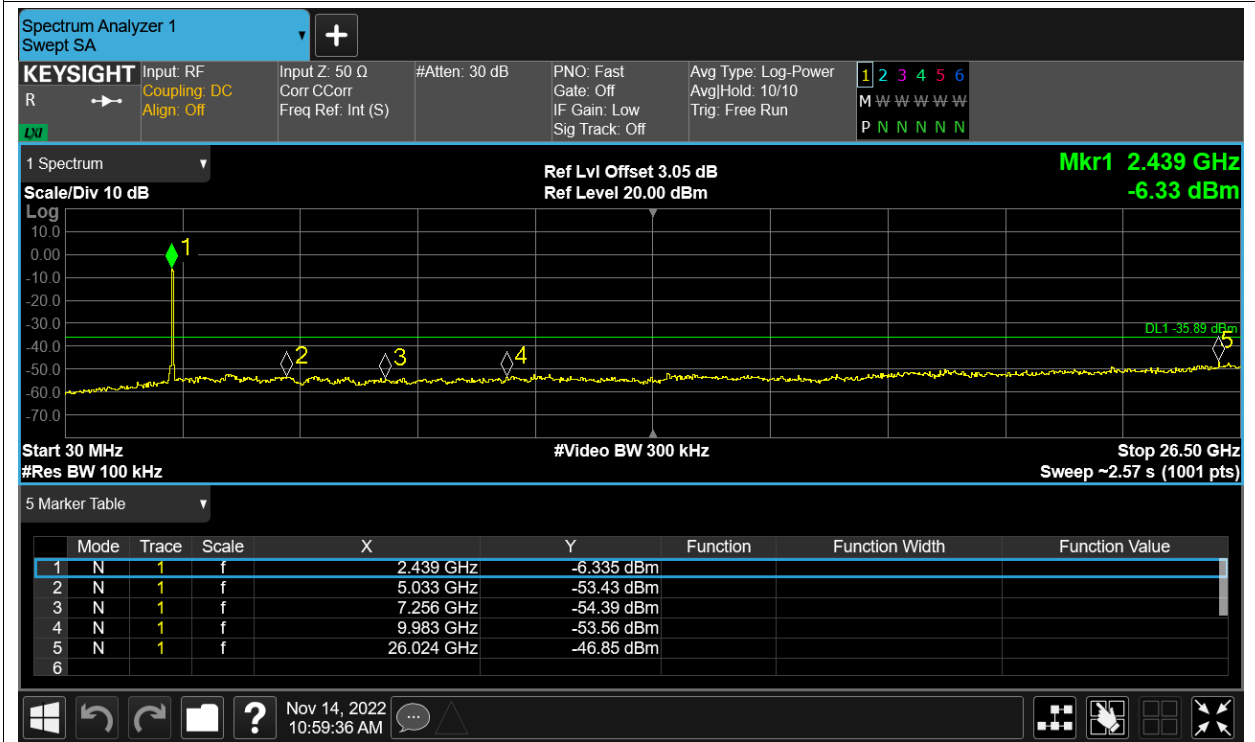 Spectrum Analyzer 1
Swept SA
KEYSIGHT
R
LXI
Input: RF
Coupling: DC
Align: Off
Input Z: 50 Ω
Corr CCorr
Freq Ref: Int (S)
#Atten: 30 dB
PNO: Fast
Gate: Off
IF Gain: Low
Sig Track: Off
Avg Type: Log-Power
Avg|Hold: 10/10
Trig: Free Run
1 2 3 4 5 6
M W W W W W
P N N N N N
1 Spectrum
Scale/Div 10 dB
Ref Lvl Offset 3.05 dB
Ref Level 20.00 dBm
Mkr1 2.439 GHz
-6.33 dBm
Log
10.0
0.00
-10.0
-20.0
-30.0
-40.0
-50.0
-60.0
-70.0
1
2
3
4
DL1 -35.89 dBm
5
Start 30 MHz
#Res BW 100 kHz
#Video BW 300 kHz
Stop 26.50 GHz
Sweep ~2.57 s (1001 pts)
5 Marker Table
Mode Trace Scale X Y Function Function Width Function Value
1 N 1 f 2.439 GHz -6.335 dBm
2 N 1 f 5.033 GHz -53.43 dBm
3 N 1 f 7.256 GHz -54.39 dBm
4 N 1 f 9.983 GHz -53.56 dBm
5 N 1 f 26.024 GHz -46.85 dBm
6
?
Nov 14, 2022
10:59:36 AM